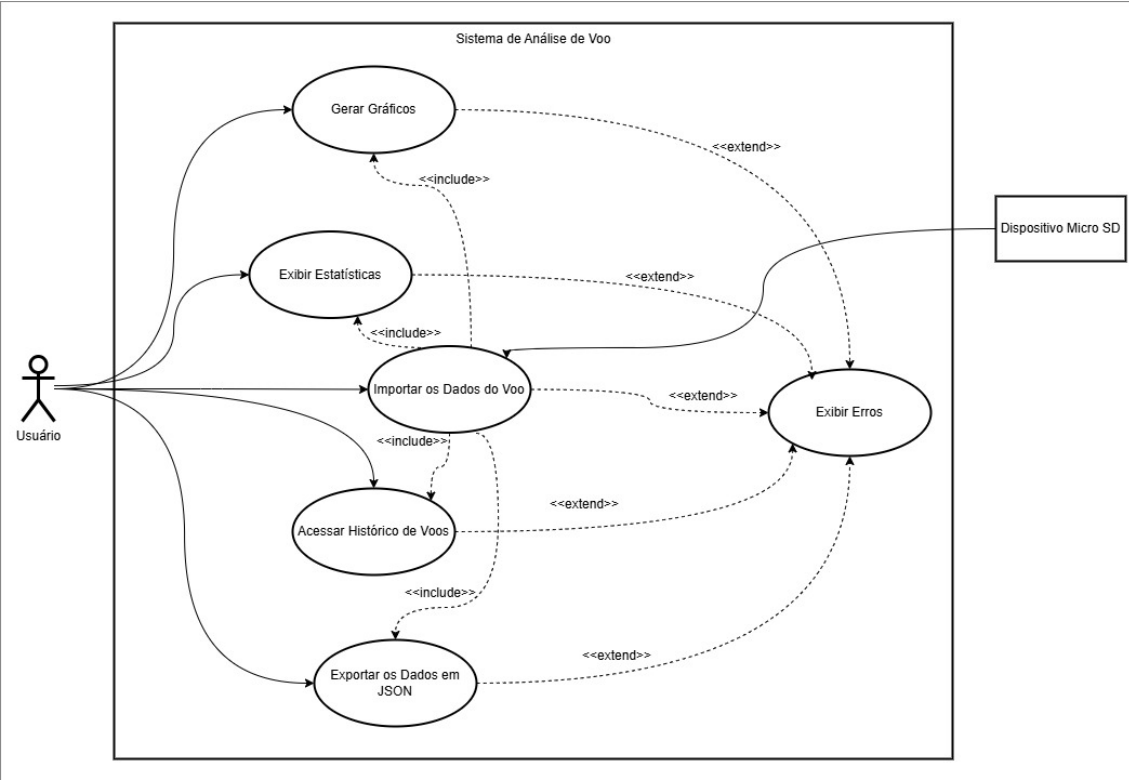 Sistema de Análise de Voo
Gerar Gráficos
<<extend>>
<<include>>
Dispositivo Micro SD
Exibir Estatísticas
<<extend>>
<<include>>
Importar os Dados do Voo
<<extend>>
Exibir Erros
Usuário
<<include>>
<<extend>>
Acessar Histórico de Voos
<<include>>
<<extend>>
Exportar os Dados em
JSON